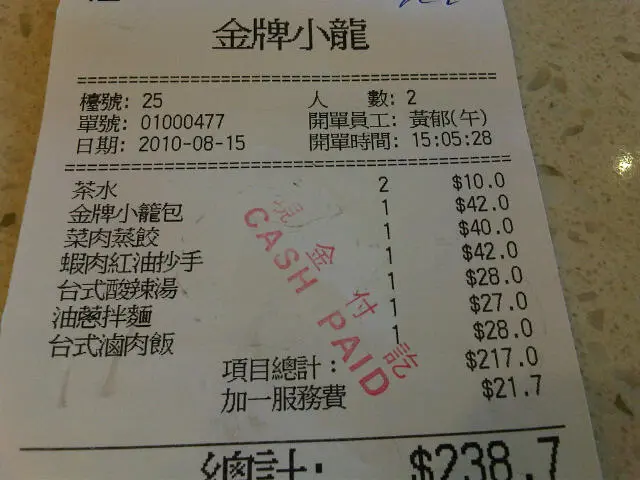 金牌小龍
檯號: 25 人 數: 2
單號: 01000477 開單員工: 黃郁(午)
日期: 2010-08-15 開單時間: 15:05:28
茶水 2 $10.0
金牌小籠包 1 $42.0
菜肉蒸餃 1 $40.0
蝦肉紅油抄手 1 $42.0
台式酸辣湯 1 $28.0
油蔥拌麵 1 $27.0
台式滷肉飯 1 $28.0
項目總計: $217.0
加一服務費 $21.7
總計: $238.7
現金付訖
CASH PAID